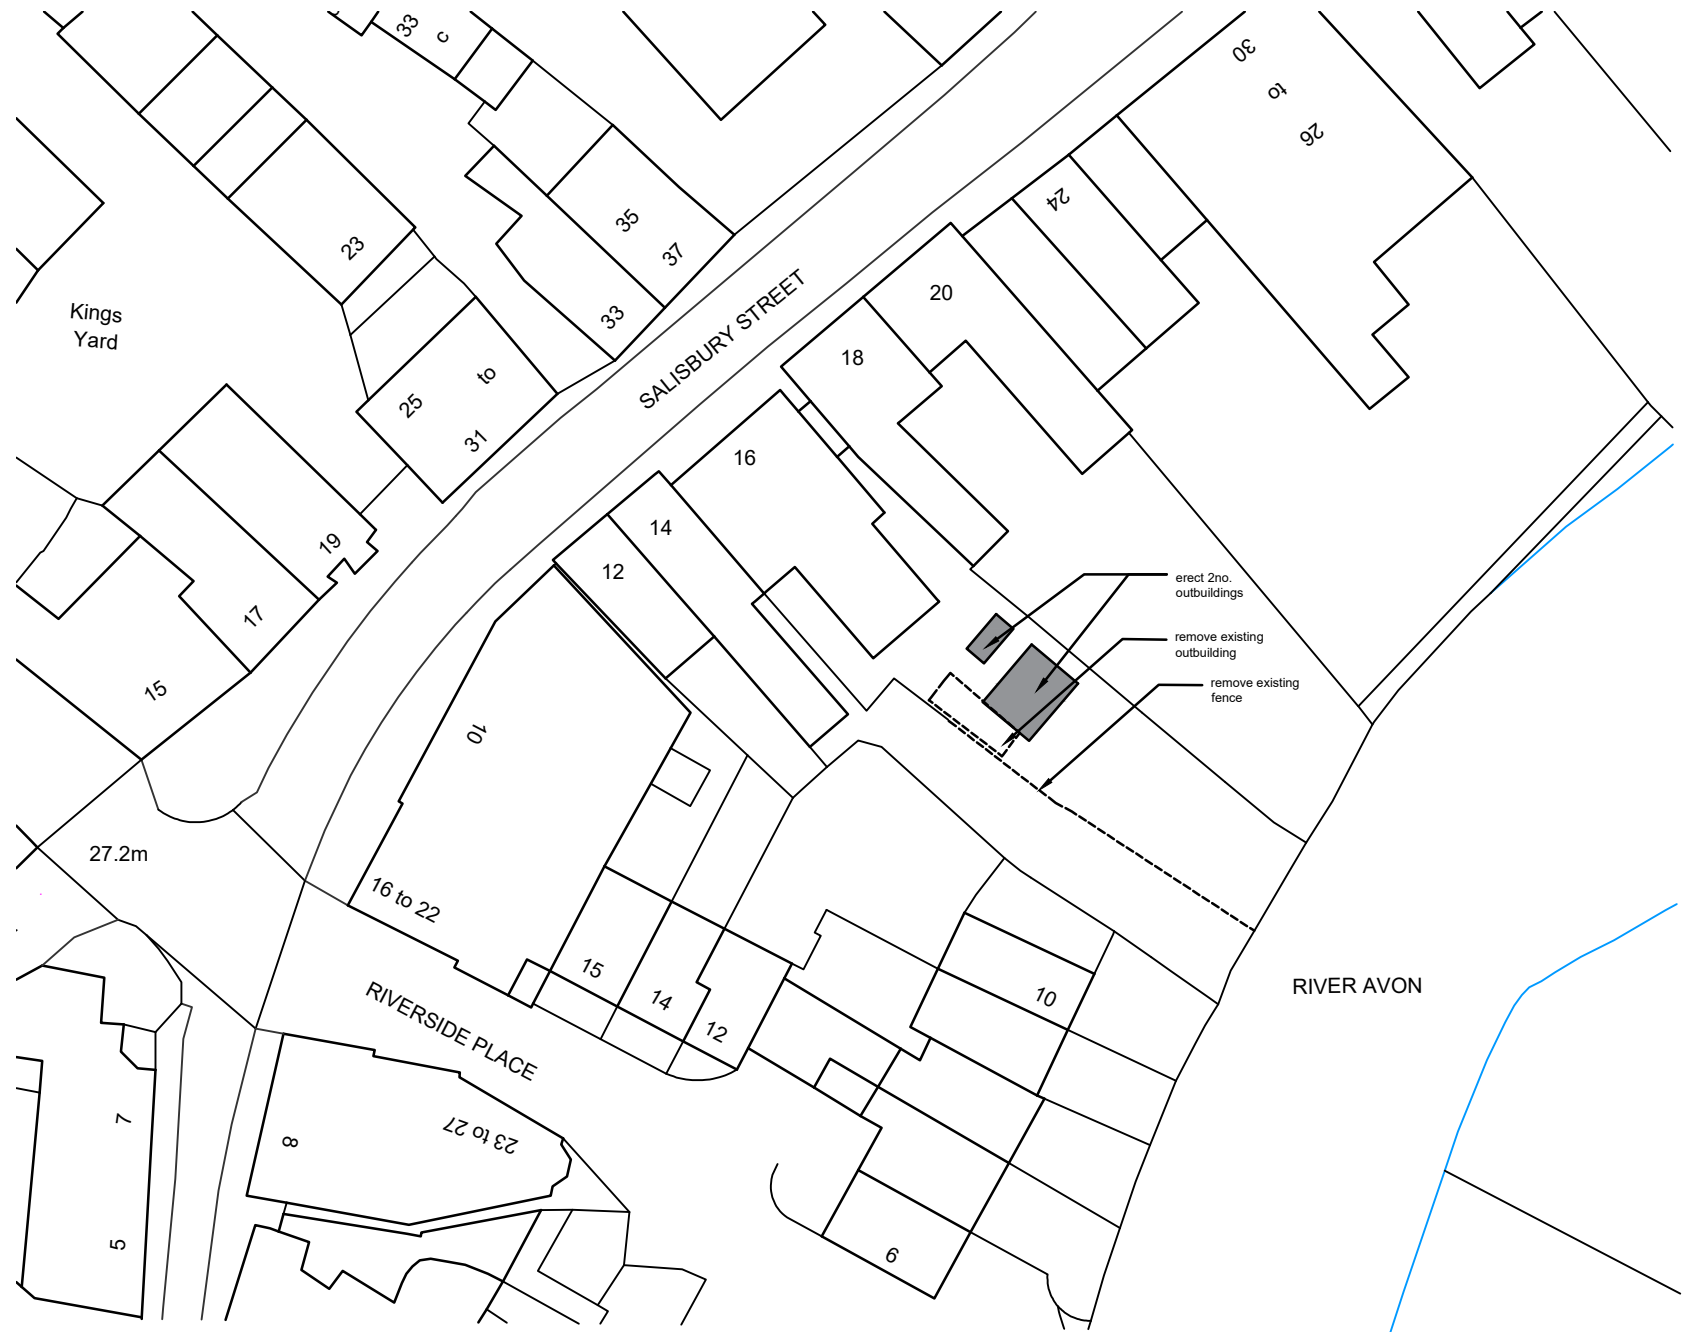 33
c
30
to
26
24
35
37
33
23
Kings
Yard
SALISBURY STREET
20
18
25
to
31
16
14
12
19
17
15
erect 2no.
outbuildings
remove existing
outbuilding
remove existing
fence
10
27.2m
16 to 22
15
14
12
10
RIVERSIDE PLACE
RIVER AVON
7
5
8
23 to 27
6